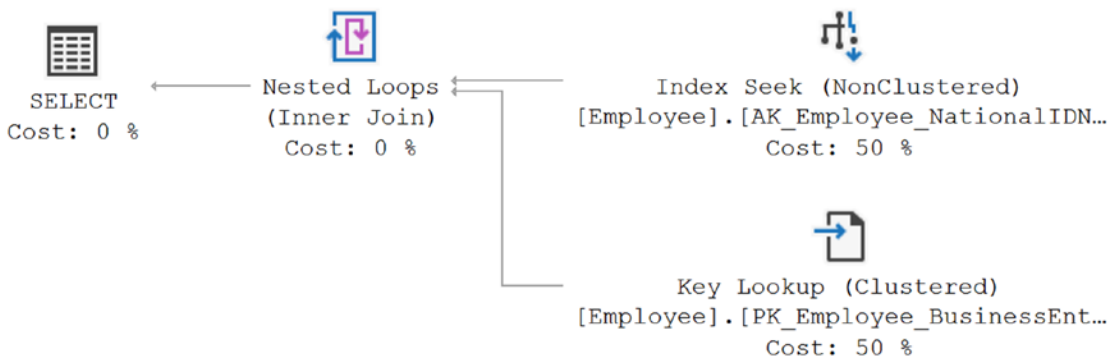 SELECT
Cost: 0 %
Nested Loops
(Inner Join)
Cost: 0 %
Index Seek (NonClustered)
[Employee].[AK_Employee_NationalIDN…
Cost: 50 %
Key Lookup (Clustered)
[Employee].[PK_Employee_BusinessEnt…
Cost: 50 %